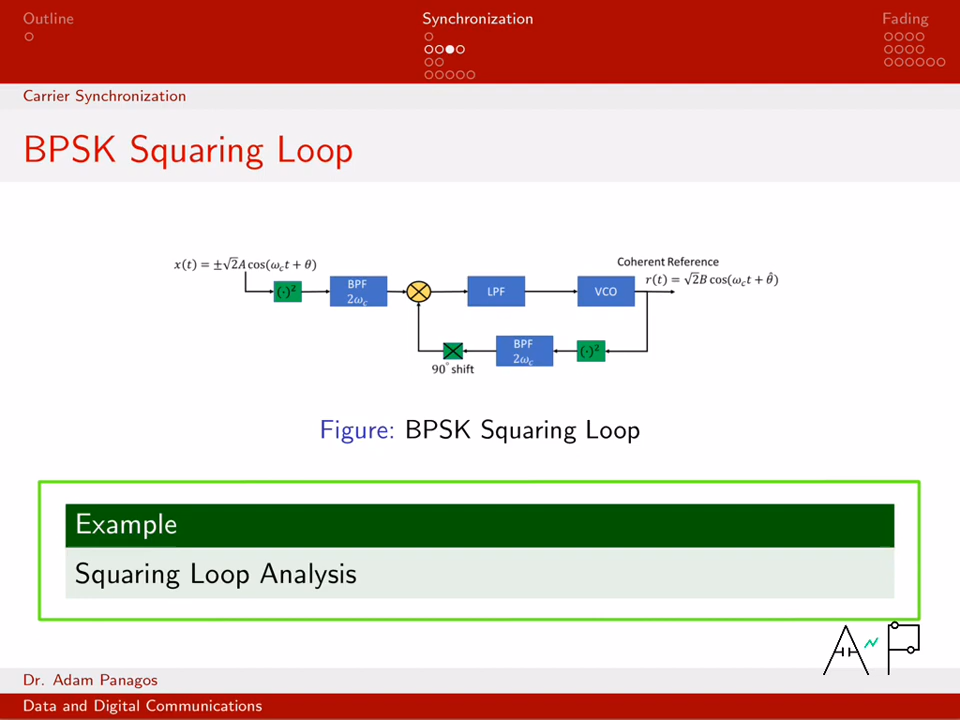 Outline
Synchronization
Fading
Carrier Synchronization
BPSK Squaring Loop
x(t) = ±√2A cos(ω_c t + θ)
Coherent Reference
r(t) = √2B cos(ω_c t + θ̂)
(·)²
BPF
2ω_c
LPF
VCO
BPF
2ω_c
(·)²
90° shift
Figure: BPSK Squaring Loop
Example
Squaring Loop Analysis
AP
Dr. Adam Panagos
Data and Digital Communications